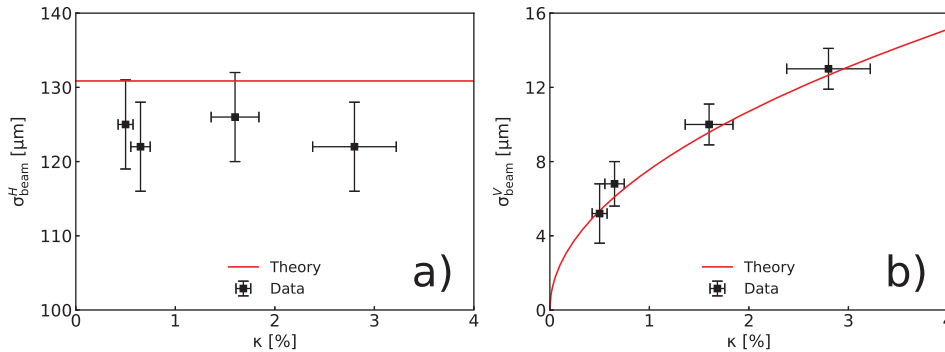 140
130
120
110
100
σ^H_beam [μm]
0
1
2
3
4
κ [%]
Theory
Data
a)
16
12
8
4
0
σ^V_beam [μm]
0
1
2
3
4
κ [%]
Theory
Data
b)